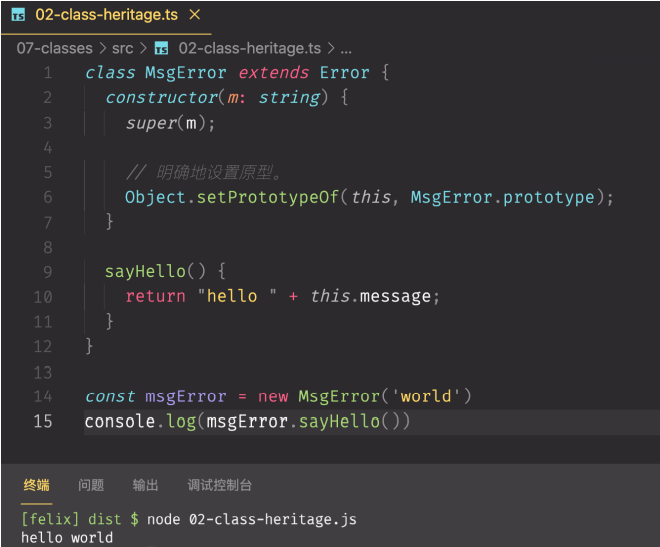 TS 02-class-heritage.ts ×
07-classes > src > TS 02-class-heritage.ts > ...
1 class MsgError extends Error {
2 constructor(m: string) {
3 super(m);
4
5 // 明确地设置原型。
6 Object.setPrototypeOf(this, MsgError.prototype);
7 }
8
9 sayHello() {
10 return "hello " + this.message;
11 }
12 }
13
14 const msgError = new MsgError('world')
15 console.log(msgError.sayHello())
终端 问题 输出 调试控制台
[felix] dist $ node 02-class-heritage.js
hello world